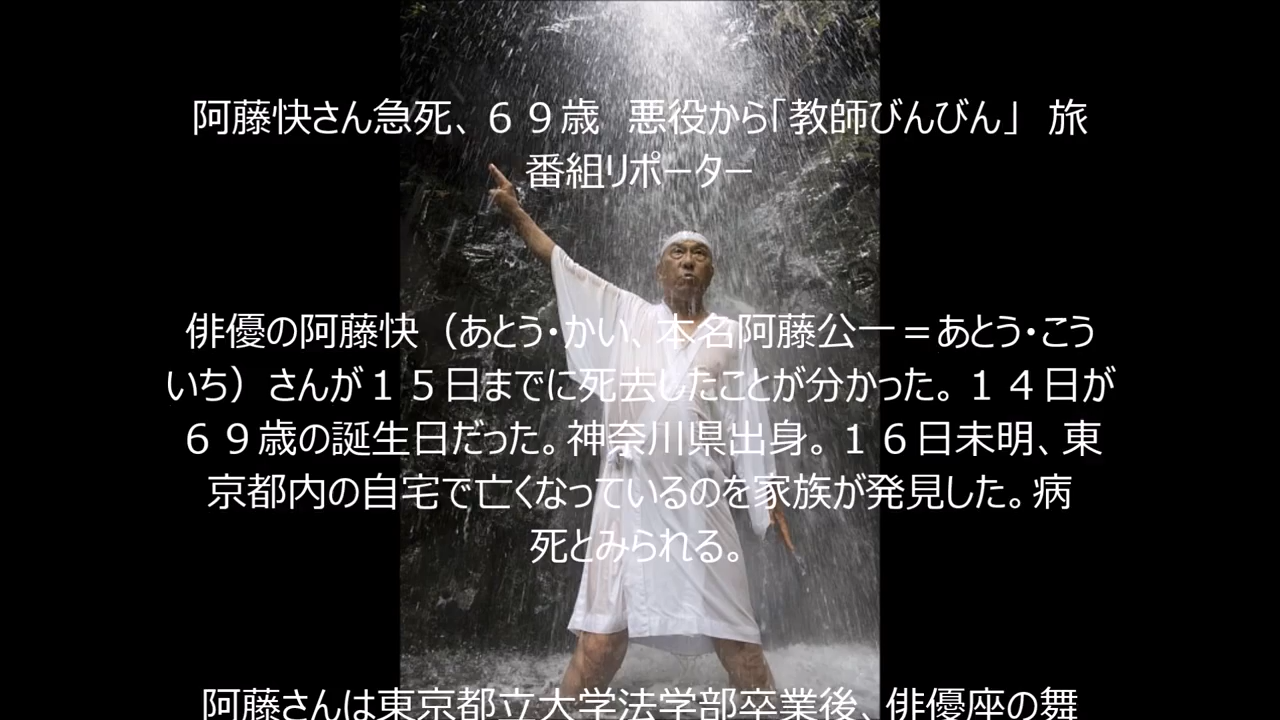 阿藤快さん急死、６９歳　悪役から「教師びんびん」　旅
番組リポーター
俳優の阿藤快（あとう・かい、本名阿藤公一＝あとう・こう
いち）さんが１５日までに死去したことが分かった。１４日が
６９歳の誕生日だった。神奈川県出身。１６日未明、東
京都内の自宅で亡くなっているのを家族が発見した。病
死とみられる。
阿藤さんは東京都立大学法学部卒業後、俳優座の舞